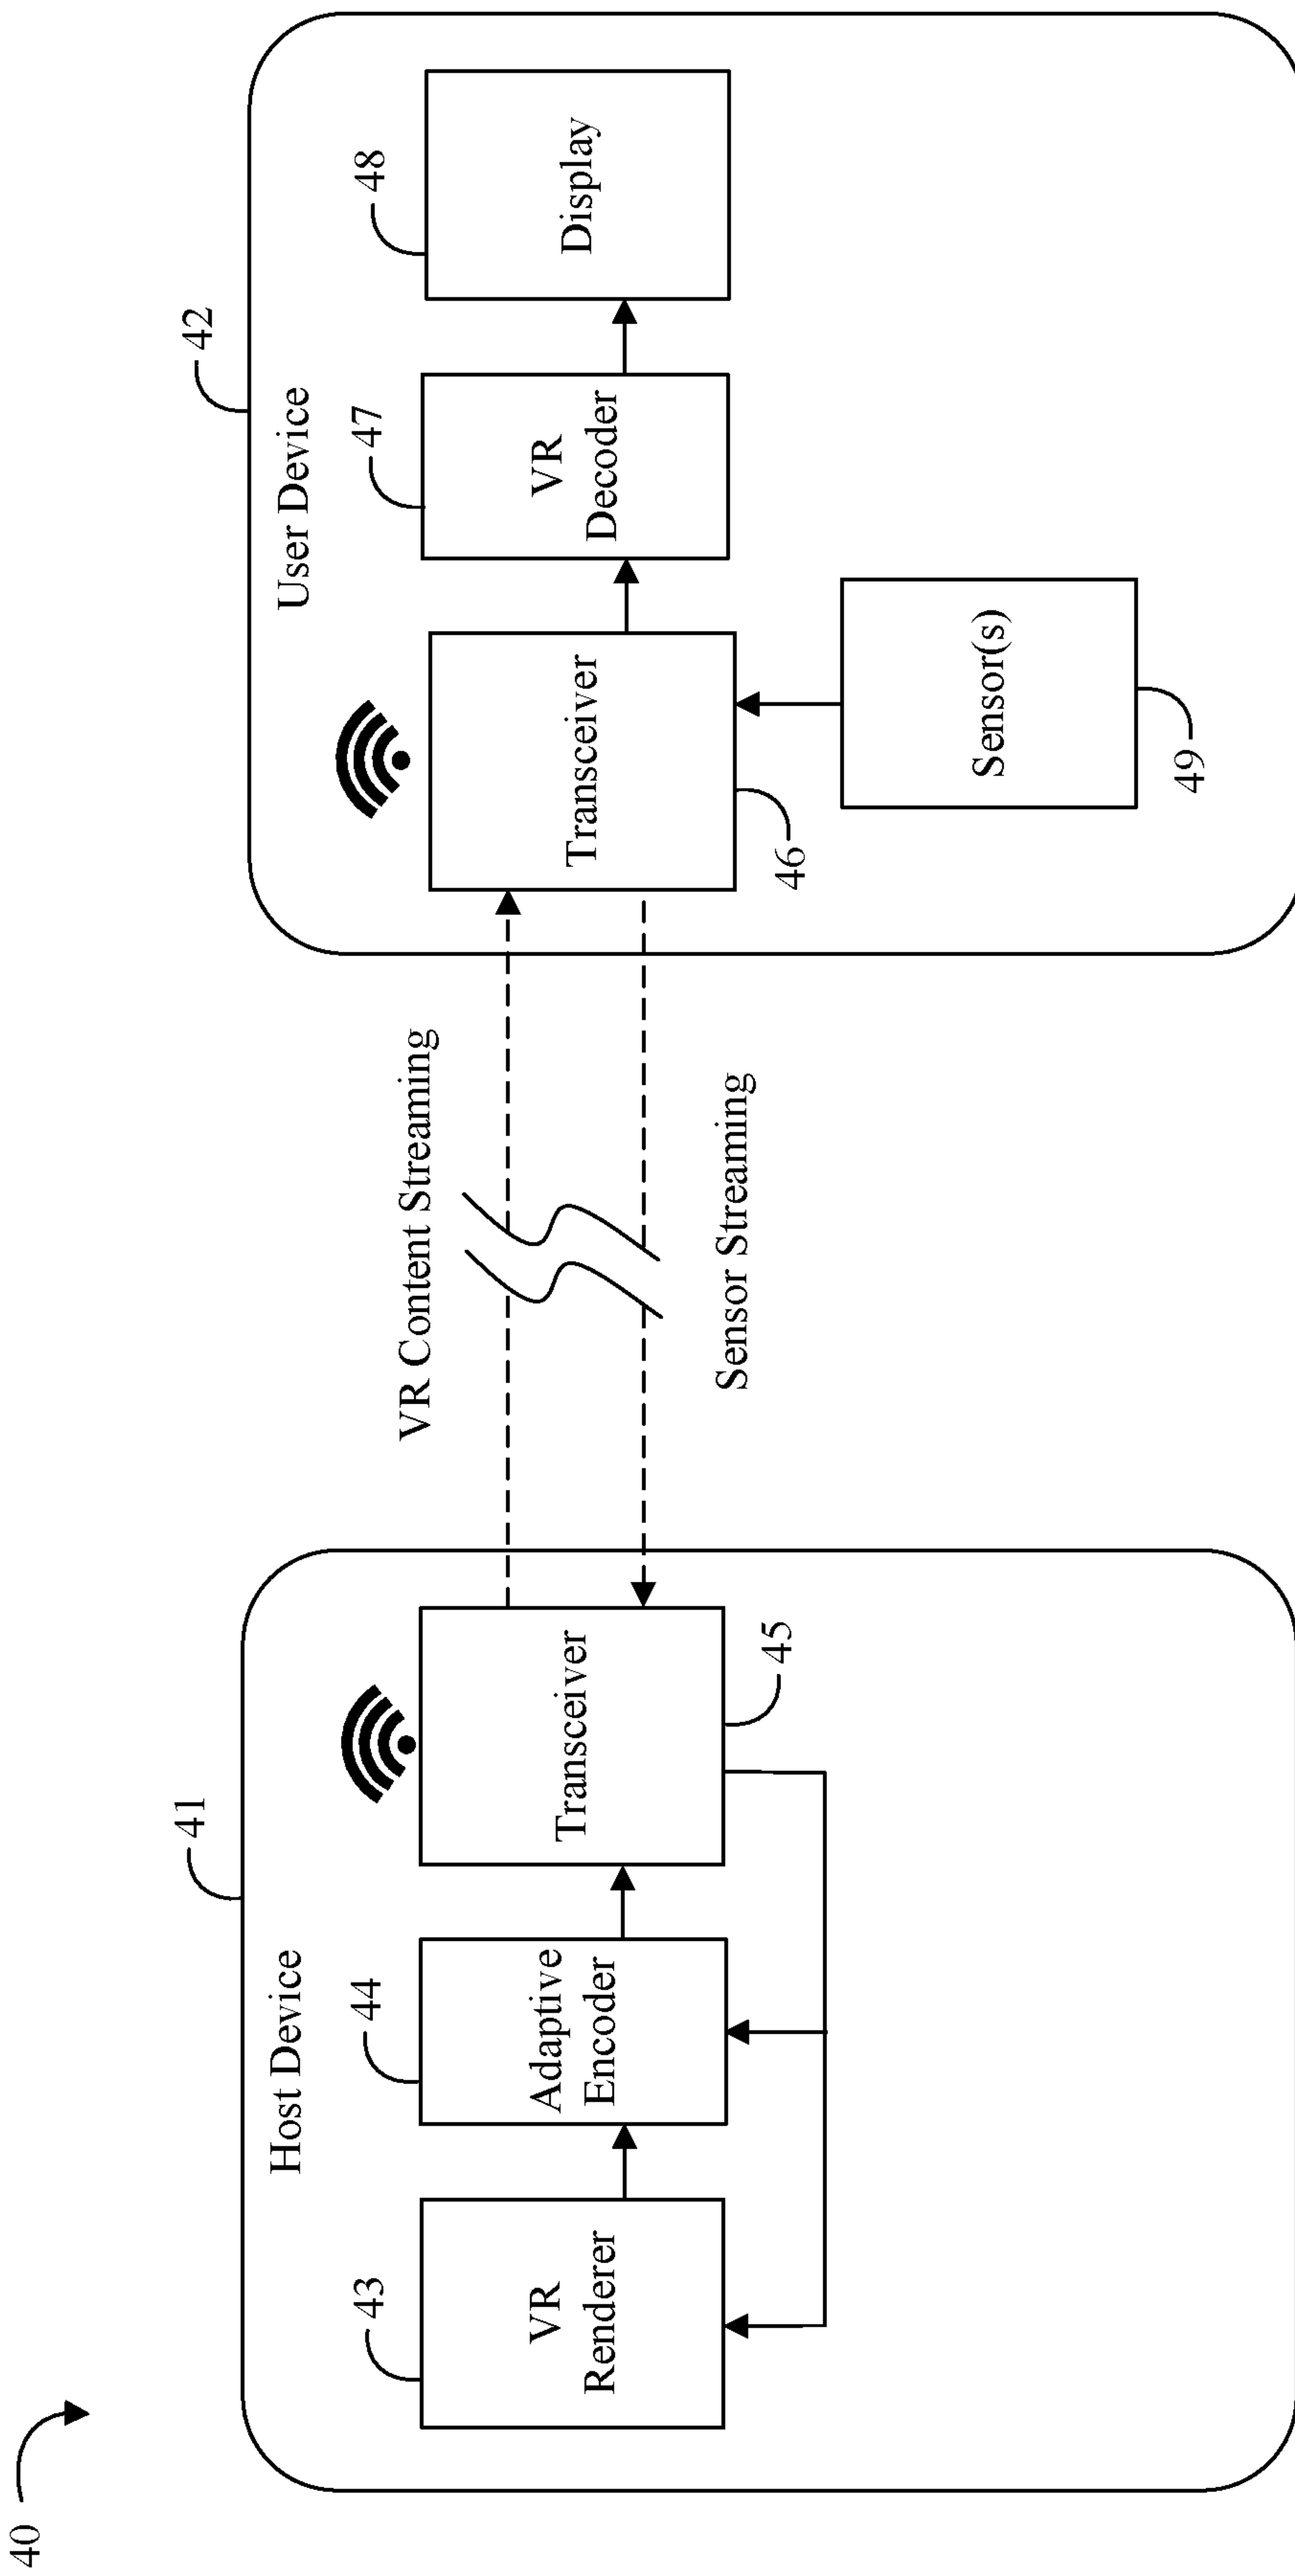 40
41
Host Device
43
VR
Renderer
44
Adaptive
Encoder
Transceiver
45
VR Content Streaming
Sensor Streaming
42
User Device
Transceiver
46
47
VR
Decoder
48
Display
Sensor(s)
49